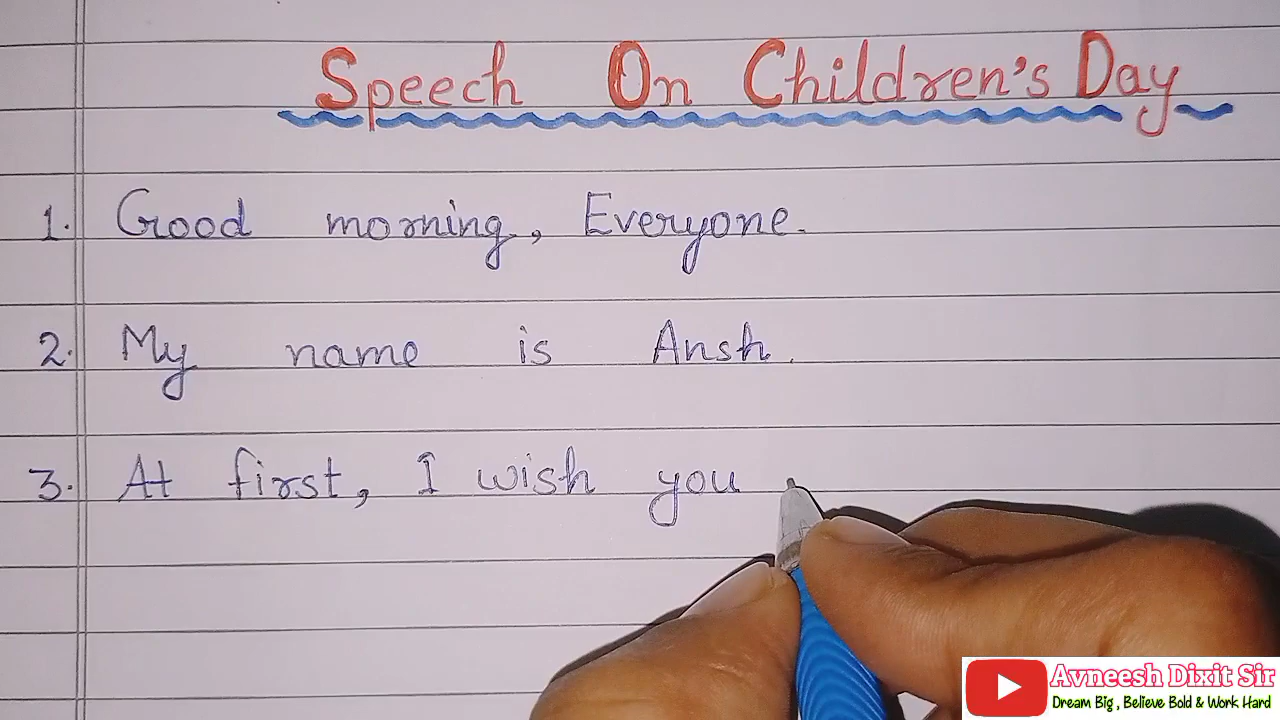 Speech On Children's Day
1. Good morning, Everyone.
2. My name is Ansh.
3. At first, I wish you
Avneesh Dixit Sir
Dream Big , Believe Bold & Work Hard